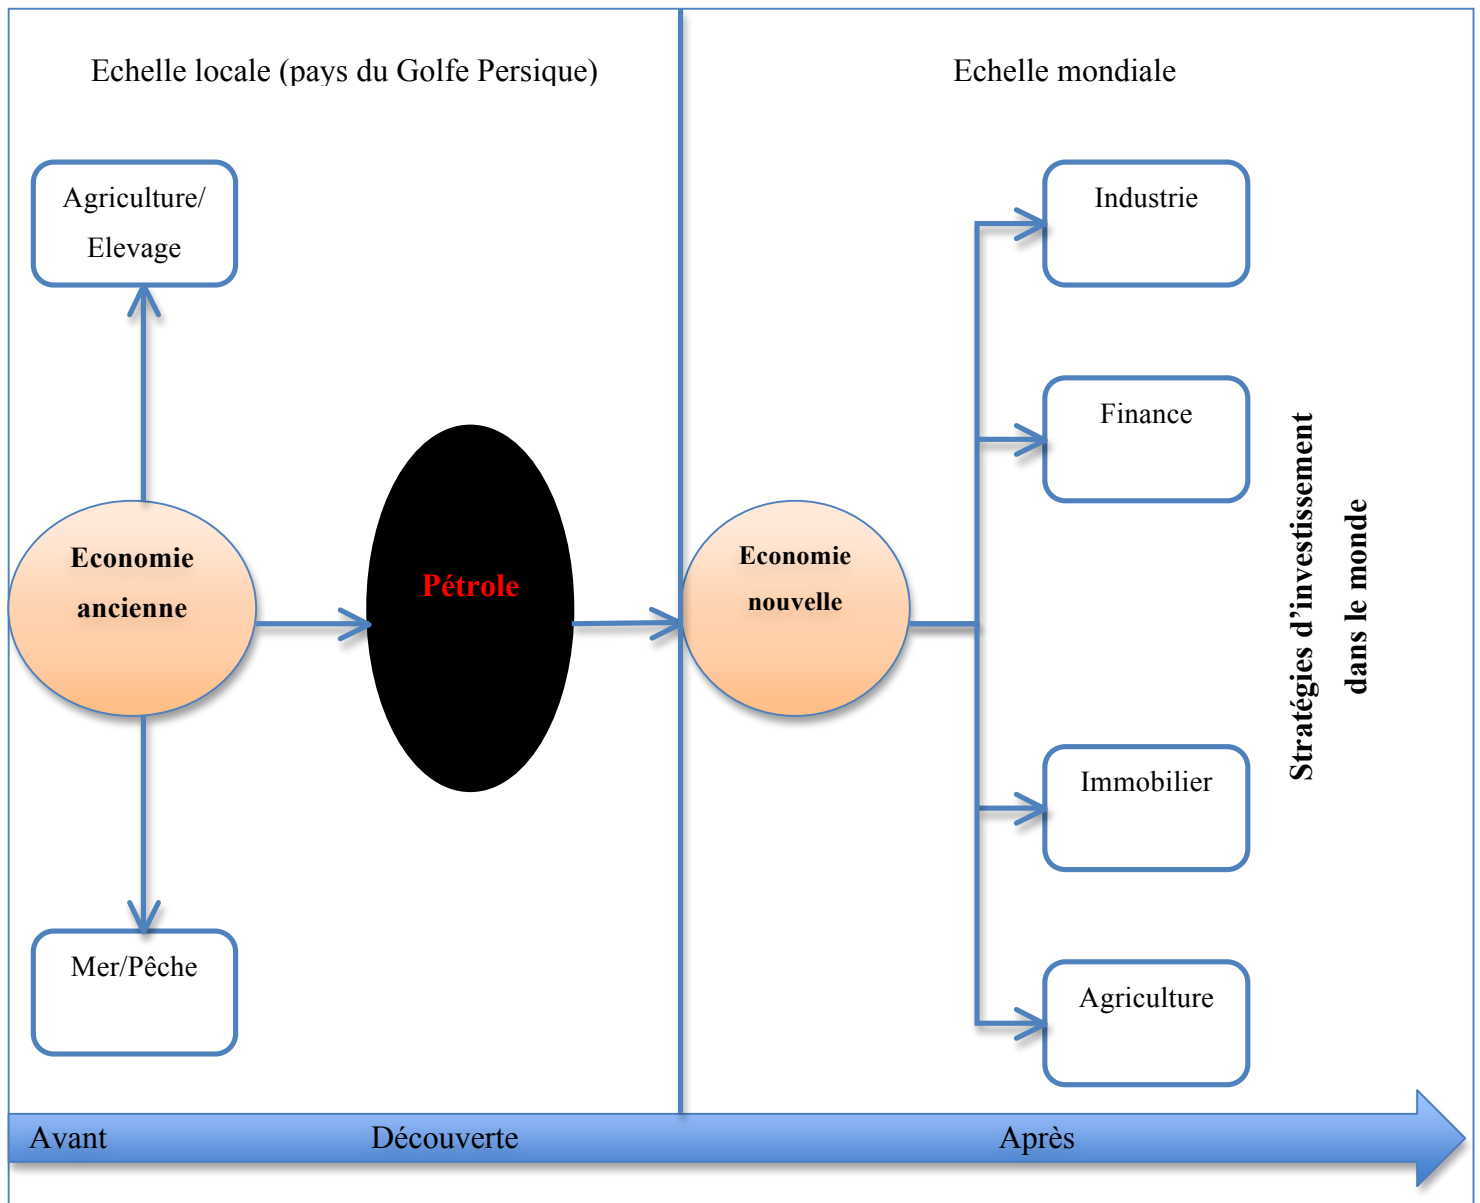 Echelle locale (pays du Golfe Persique)
Echelle mondiale
Agriculture/
Elevage
Industrie
Finance
Economie
ancienne
Pétrole
Economie
nouvelle
Stratégies d'investissement
dans le monde
Immobilier
Mer/Pêche
Agriculture
Avant
Découverte
Après